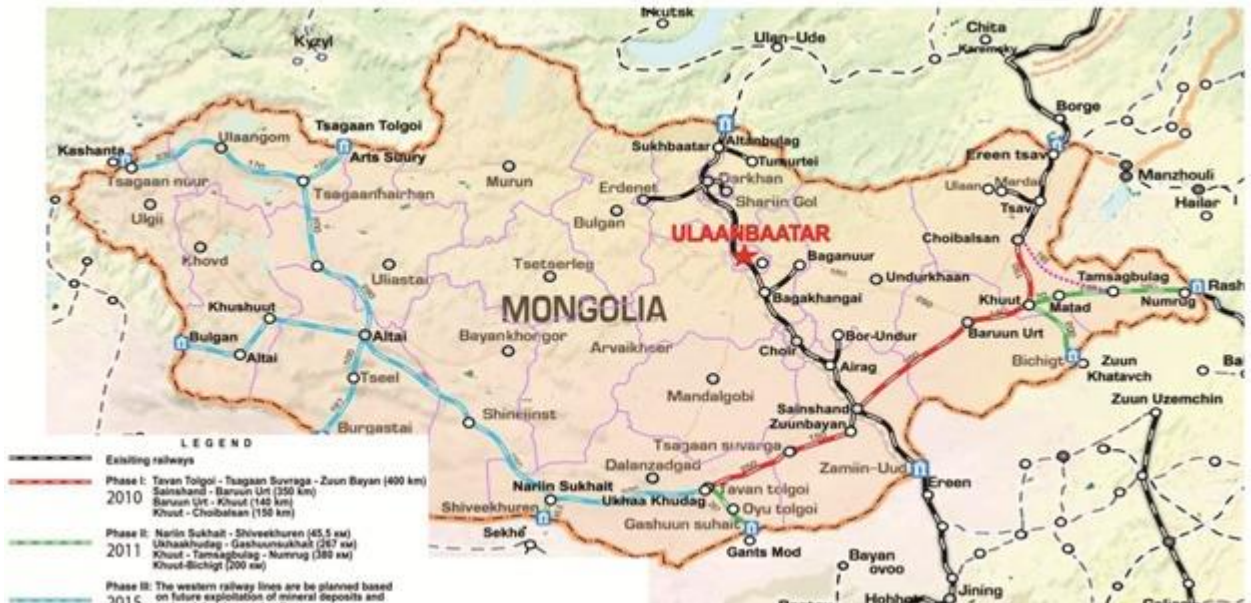 Irkutsk
Kyzyl
Ulan-Ude
Chita
Karemsky
Borge
Tsagaan Tolgoi
Ulaangom
Kashanta
Arts Suury
Tsagaan nuur
Tsagaanhairhan
Ulgii
Khovd
Murun
Sukhbaatar
Altanbulag
Tumurtei
Erdenet
Darkhan
Shariin Gol
Bulgan
ULAANBAATAR
Ereen tsav
Ulaan
Mardai
Tsav
Manzhouli
Hailar
Choibalsan
Uliastai
Tsetserleg
MONGOLIA
Baganuur
Bagakhangai
Undurkhaan
Tamsagbulag
Khuut
Matad
Numrug
Rash
Khushuut
Bulgan
Altai
Altai
Tseel
Burgastai
Bayankhongor
Arvaikheer
Choir
Bor-Undur
Airag
Baruun Urt
Bichigt
Zuun
Khatavch
Ba
Mandalgobi
Sainshand
Zuunbayan
Zuun Uzemchin
Shinejinst
Tsagaan suvarga
Dalanzadgad
Zamiin-Uud
Ereen
Nariin Sukhait
Ukhaa Khudag
Tavan tolgoi
Oyu tolgoi
Shiveekhuren
Gashuun suhait
Sekhe
Gants Mod
Bayan
ovoo
Jining
Hohhot
LEGEND
Exisiting railways
Phase I: Tavan Tolgoi - Tsagaan Suvraga - Zuun Bayan (400 km)
2010 Sainshand - Baruun Urt (350 km)
Baruun Urt - Khuut (140 km)
Khuut - Choibalsan (150 km)
Phase II: Nariin Sukhait - Shiveekhuren (45,5 км)
2011 Ukhaakhudag - Gashuunsukhait (267 км)
Khuut - Tamsagbulag - Numrug (380 км)
Khuut-Bichigt (200 км)
Phase III: The western railway lines are be planned based
2015 on future exploitation of mineral deposits and